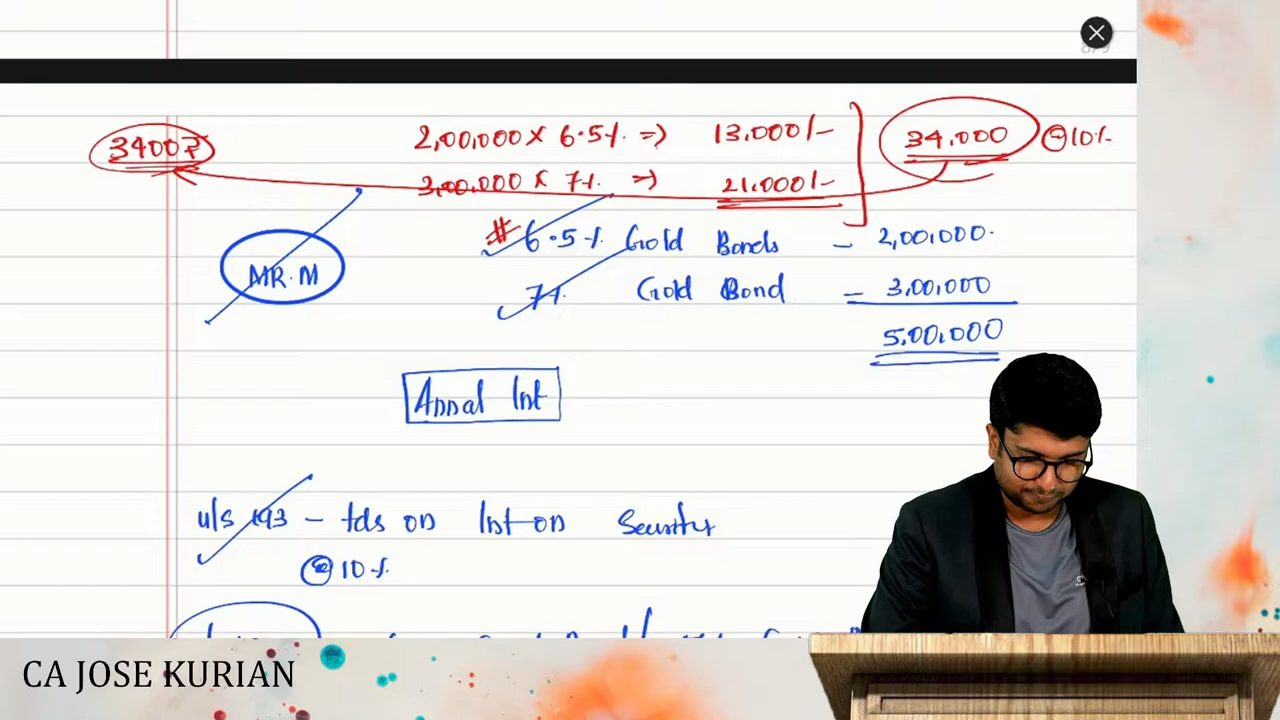 879
3400₹
2,00,000 × 6.5% => 13,000/-
34,000 @10%
3,00,000 × 7% => 21,000/-
# 6.5% Gold Bonds - 2,00,000.
MR. M
7% Gold Bond - 3,00,000
5,00,000
Annal Int
u/s 193 - tds on Int on Security
@ 10%
CA JOSE KURIAN